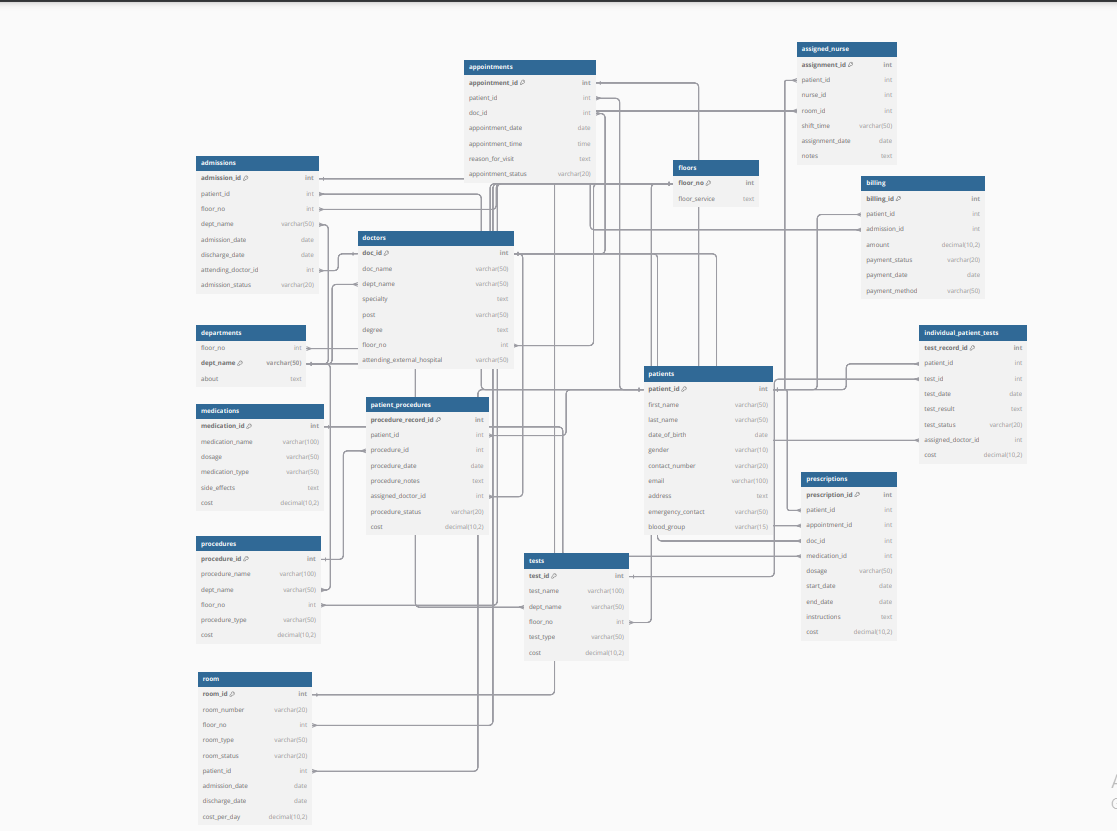 appointments
appointment_id int
patient_id int
doc_id int
appointment_date date
appointment_time time
reason_for_visit text
appointment_status varchar(20)
assigned_nurse
assignment_id int
patient_id int
nurse_id int
room_id int
shift_time varchar(50)
assignment_date date
notes text
admissions
admission_id int
patient_id int
floor_no int
dept_name varchar(50)
admission_date date
discharge_date date
attending_doctor_id int
admission_status varchar(20)
floors
floor_no int
floor_service text
billing
billing_id int
patient_id int
admission_id int
amount decimal(10,2)
payment_status varchar(20)
payment_date date
payment_method varchar(50)
doctors
doc_id int
doc_name varchar(50)
dept_name varchar(50)
specialty text
post varchar(50)
degree text
floor_no int
attending_external_hospital varchar(50)
departments
floor_no int
dept_name varchar(50)
about text
individual_patient_tests
test_record_id int
patient_id int
test_id int
test_date date
test_result text
test_status varchar(20)
assigned_doctor_id int
cost decimal(10,2)
patients
patient_id int
first_name varchar(50)
last_name varchar(50)
date_of_birth date
gender varchar(10)
contact_number varchar(20)
email varchar(100)
address text
emergency_contact varchar(50)
blood_group varchar(15)
medications
medication_id int
medication_name varchar(100)
dosage varchar(50)
medication_type varchar(50)
side_effects text
cost decimal(10,2)
patient_procedures
procedure_record_id int
patient_id int
procedure_id int
procedure_date date
procedure_notes text
assigned_doctor_id int
procedure_status varchar(20)
cost decimal(10,2)
prescriptions
prescription_id int
patient_id int
appointment_id int
doc_id int
medication_id int
dosage varchar(50)
start_date date
end_date date
instructions text
cost decimal(10,2)
procedures
procedure_id int
procedure_name varchar(100)
dept_name varchar(50)
floor_no int
procedure_type varchar(50)
cost decimal(10,2)
tests
test_id int
test_name varchar(100)
dept_name varchar(50)
floor_no int
test_type varchar(50)
cost decimal(10,2)
room
room_id int
room_number varchar(20)
floor_no int
room_type varchar(50)
room_status varchar(20)
patient_id int
admission_date date
discharge_date date
cost_per_day decimal(10,2)